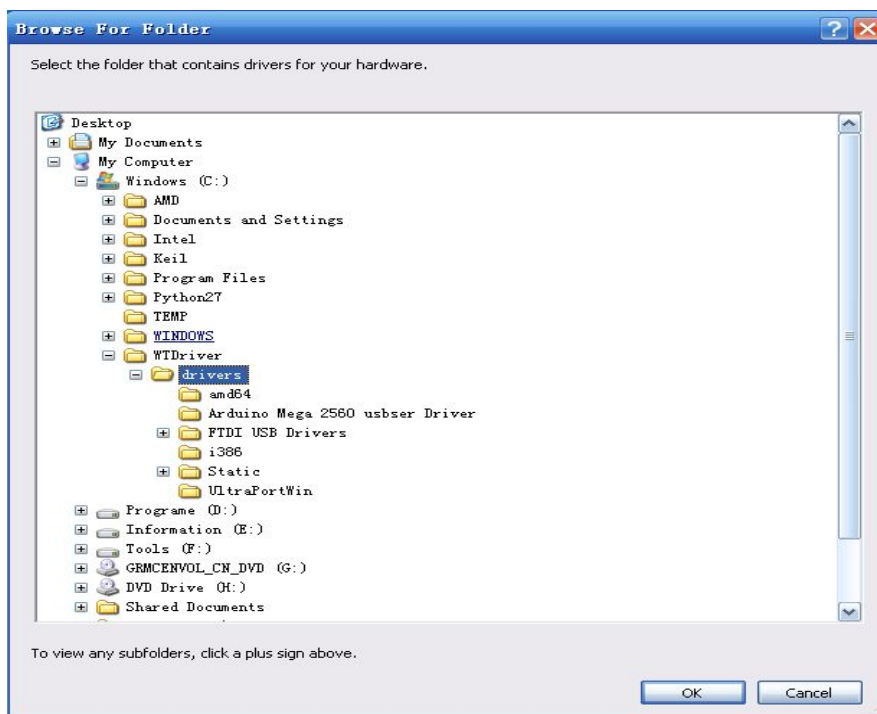 Browse For Folder
Select the folder that contains drivers for your hardware.
Desktop
My Documents
My Computer
Windows (C:)
AMD
Documents and Settings
Intel
Keil
Program Files
Python27
TEMP
WINDOWS
WTDriver
drivers
amd64
Arduino Mega 2560 usbser Driver
FTDI USB Drivers
i386
Static
UltraPortWin
Programe (D:)
Information (E:)
Tools (F:)
GRMCENVOL_CN_DVD (G:)
DVD Drive (H:)
Shared Documents
To view any subfolders, click a plus sign above.
OK Cancel